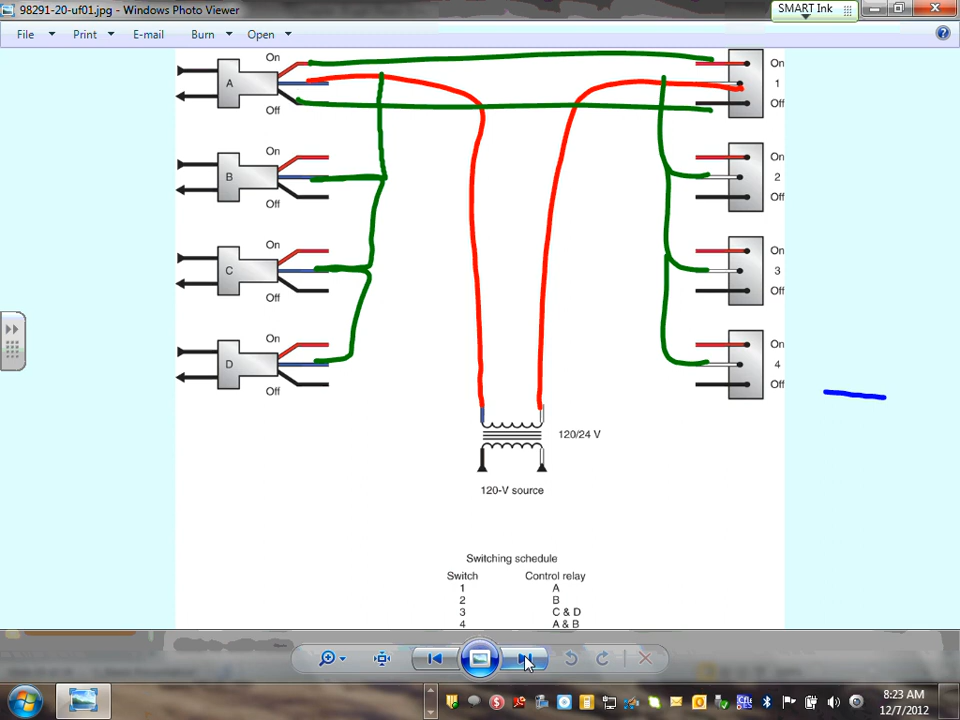 98291-20-uf01.jpg - Windows Photo Viewer
SMART Ink
File Print E-mail Burn Open
On
A
Off
On
B
Off
On
C
Off
On
D
Off
On
1
Off
On
2
Off
On
3
Off
On
4
Off
120/24 V
120-V source
Switching schedule
Switch Control relay
1 A
2 B
3 C & D
4 A & B
8:23 AM
12/7/2012